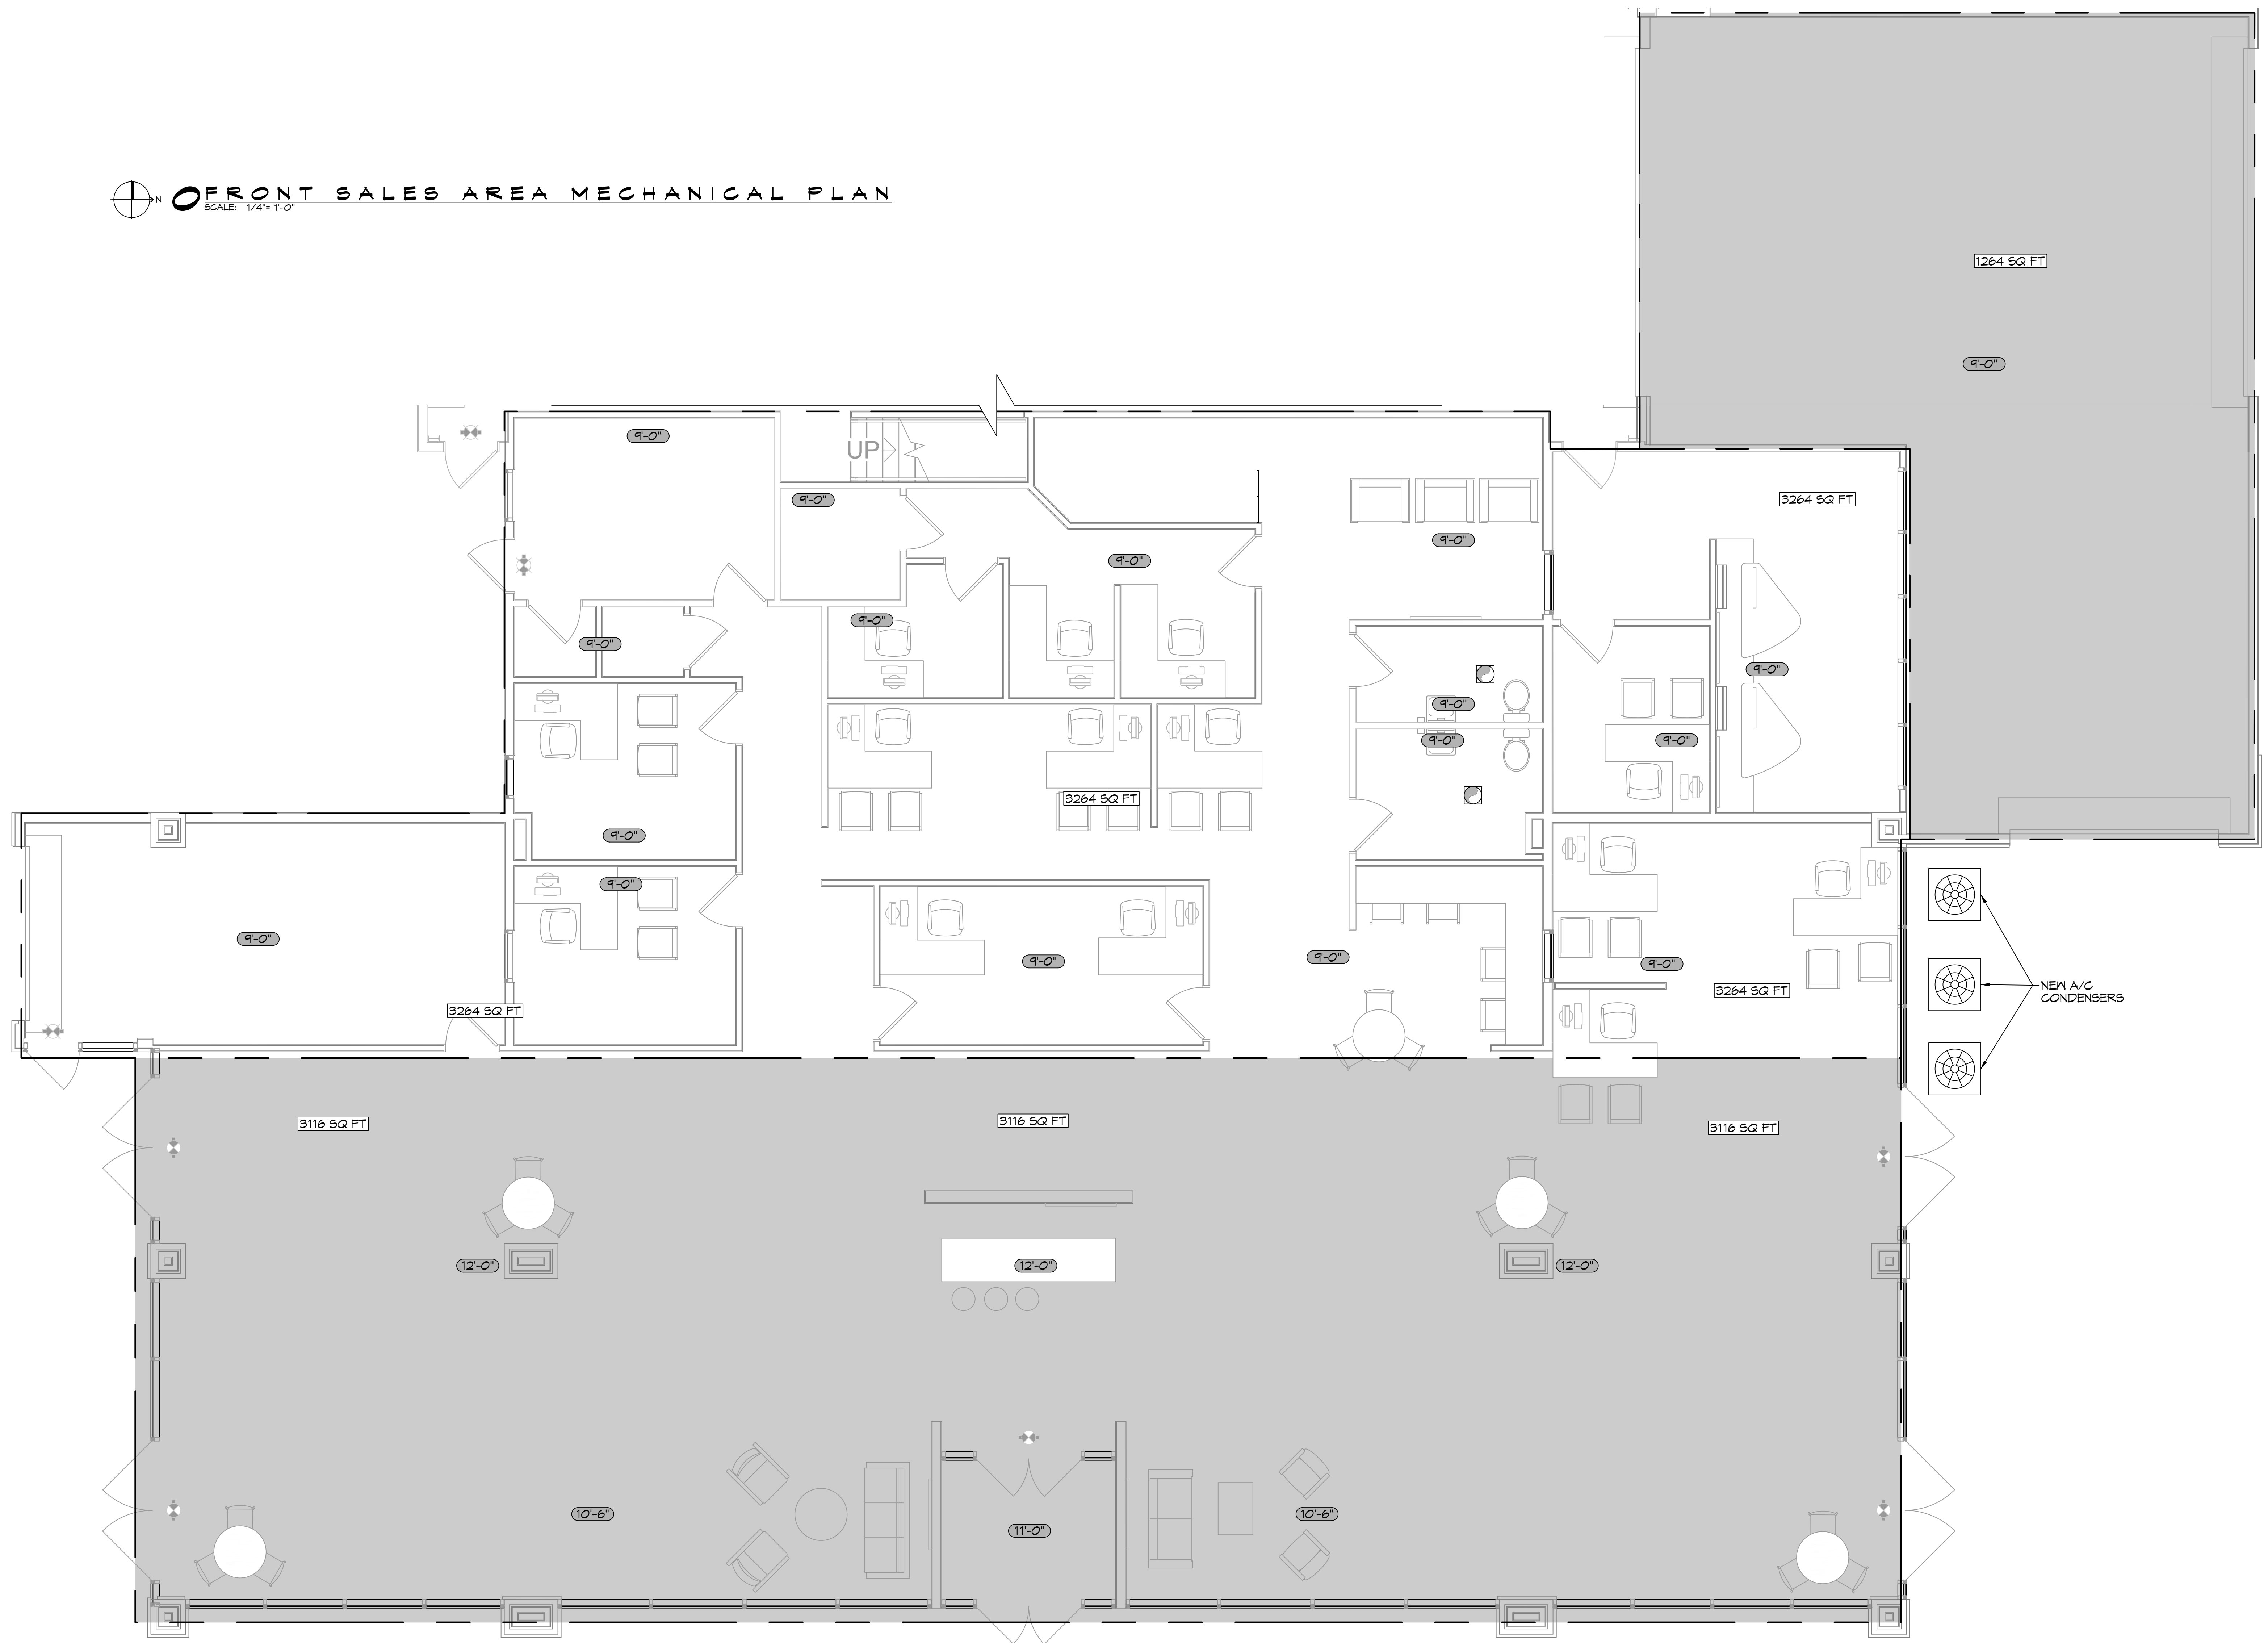 N
0 FRONT SALES AREA MECHANICAL PLAN
SCALE: 1/4"= 1'-0"
1264 SQ FT
9'-0"
9'-0"
UP
9'-0"
3264 SQ FT
9'-0"
9'-0"
9'-0"
9'-0"
9'-0"
9'-0"
9'-0"
9'-0"
3264 SQ FT
9'-0"
9'-0"
9'-0"
9'-0"
9'-0"
9'-0"
9'-0"
NEW A/C
CONDENSERS
3264 SQ FT
3264 SQ FT
3116 SQ FT
3116 SQ FT
3116 SQ FT
12'-0"
12'-0"
12'-0"
10'-6"
10'-6"
11'-0"